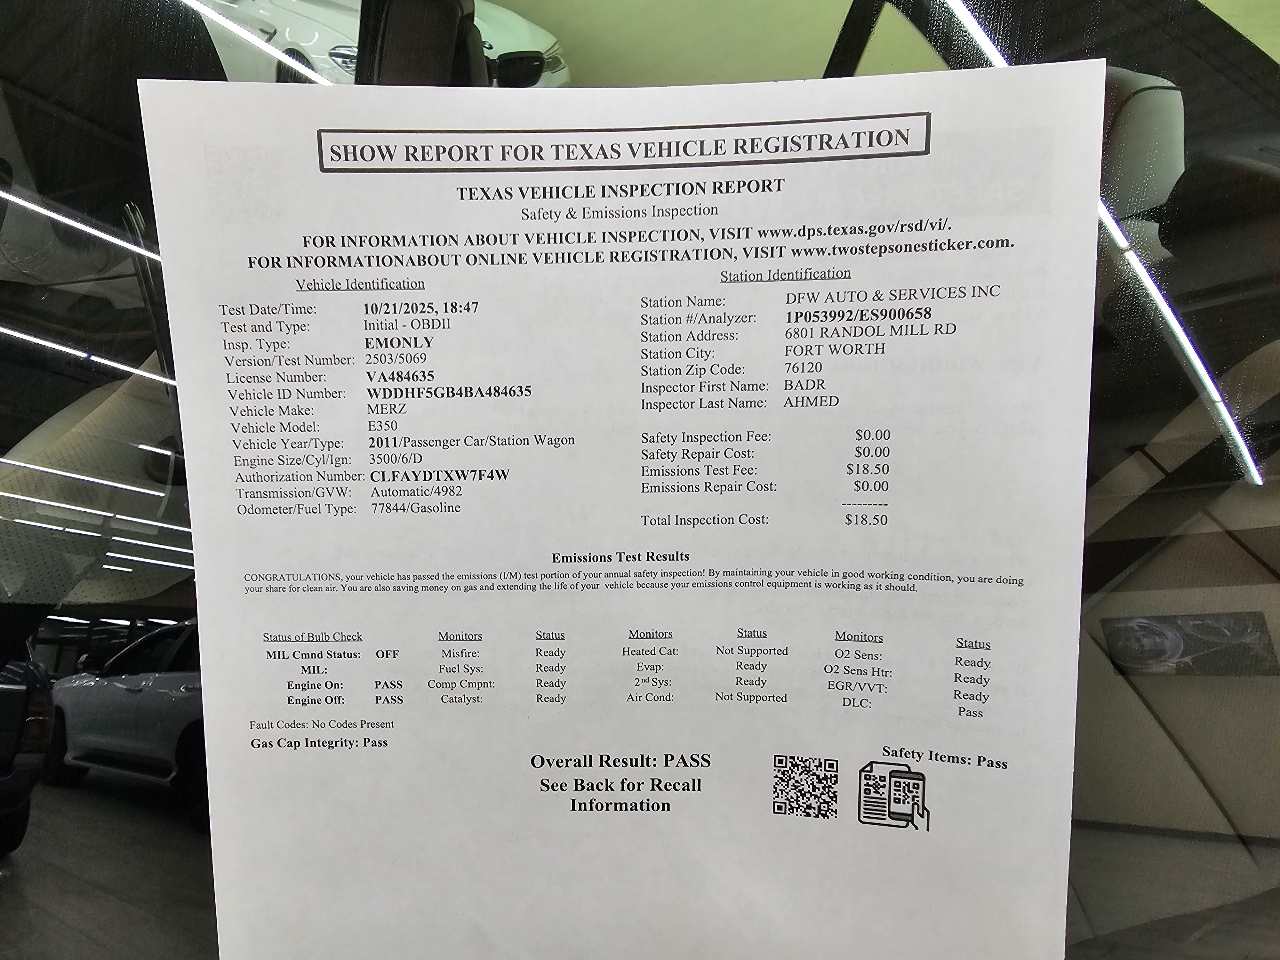 SHOW REPORT FOR TEXAS VEHICLE REGISTRATION
TEXAS VEHICLE INSPECTION REPORT
Safety & Emissions Inspection
FOR INFORMATION ABOUT VEHICLE INSPECTION, VISIT www.dps.texas.gov/rsd/vi/.
FOR INFORMATIONABOUT ONLINE VEHICLE REGISTRATION, VISIT www.twostepsonesticker.com.
Vehicle Identification
Test Date/Time: 10/21/2025, 18:47
Test and Type: Initial - OBDII
Insp. Type: EMONLY
Version/Test Number: 2503/5069
License Number: VA484635
Vehicle ID Number: WDDHF5GB4BA484635
Vehicle Make: MERZ
Vehicle Model: E350
Vehicle Year/Type: 2011/Passenger Car/Station Wagon
Engine Size/Cyl/Ign: 3500/6/D
Authorization Number: CLFAYDTXW7F4W
Transmission/GVW: Automatic/4982
Odometer/Fuel Type: 77844/Gasoline
Station Identification
Station Name: DFW AUTO & SERVICES INC
Station #/Analyzer: 1P053992/ES900658
Station Address: 6801 RANDOL MILL RD
Station City: FORT WORTH
Station Zip Code: 76120
Inspector First Name: BADR
Inspector Last Name: AHMED
Safety Inspection Fee: $0.00
Safety Repair Cost: $0.00
Emissions Test Fee: $18.50
Emissions Repair Cost: $0.00
---------
Total Inspection Cost: $18.50
Emissions Test Results
CONGRATULATIONS, your vehicle has passed the emissions (I/M) test portion of your annual safety inspection! By maintaining your vehicle in good working condition, you are doing
your share for clean air. You are also saving money on gas and extending the life of your vehicle because your emissions control equipment is working as it should.
Status of Bulb Check Monitors Status Monitors Status Monitors Status
MIL Cmnd Status: OFF Misfire: Ready Heated Cat: Not Supported O2 Sens: Ready
MIL: Fuel Sys: Ready Evap: Ready O2 Sens Htr: Ready
Engine On: PASS Comp Cmpnt: Ready 2nd Sys: Ready EGR/VVT: Ready
Engine Off: PASS Catalyst: Ready Air Cond: Not Supported DLC: Pass
Fault Codes: No Codes Present
Gas Cap Integrity: Pass
Overall Result: PASS
See Back for Recall
Information
Safety Items: Pass